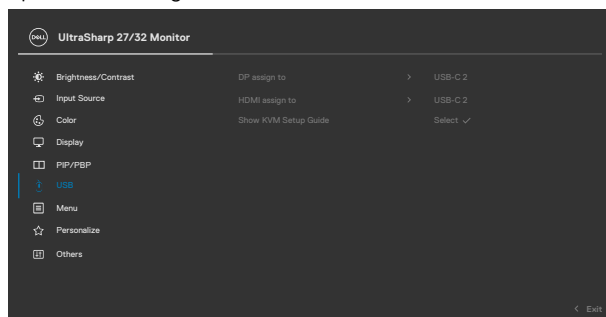 DELL UltraSharp 27/32 Monitor
Brightness/Contrast DP assign to > USB-C 2
Input Source HDMI assign to > USB-C 2
Color Show KVM Setup Guide Select ✓
Display
PIP/PBP
USB
Menu
Personalize
Others
< Exit